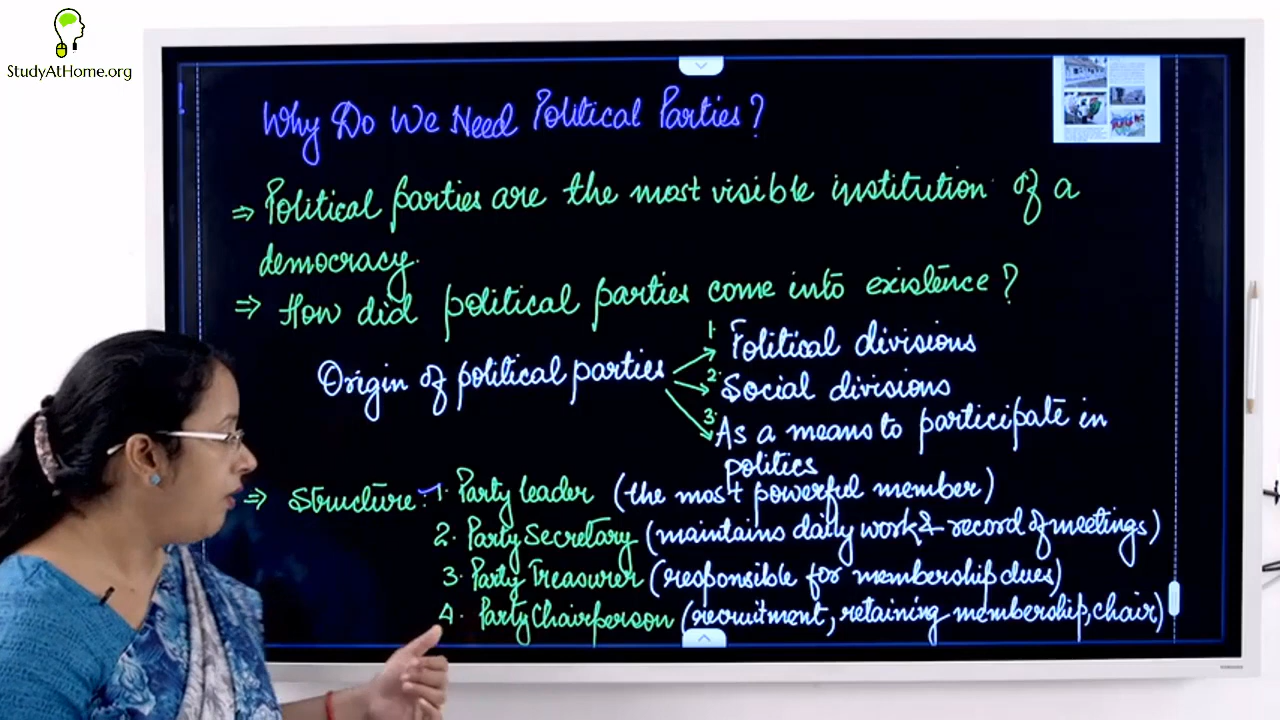 StudyAtHome.org
Why Do We Need Political Parties?
⇒ Political parties are the most visible institution of a
democracy.
⇒ How did political parties come into existence?
Origin of political parties
1. Political divisions
2. Social divisions
3. As a means to participate in
politics
⇒ Structure:- 1. Party leader (the most powerful member)
2. Party Secretary (maintains daily work & record of meetings)
3. Party Treasurer (responsible for membership dues)
4. Party Chairperson (recruitment, retaining membership, chair)